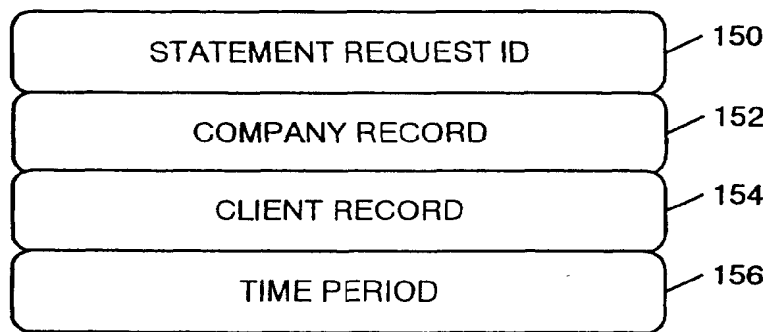 STATEMENT REQUEST ID 150
COMPANY RECORD 152
CLIENT RECORD 154
TIME PERIOD 156